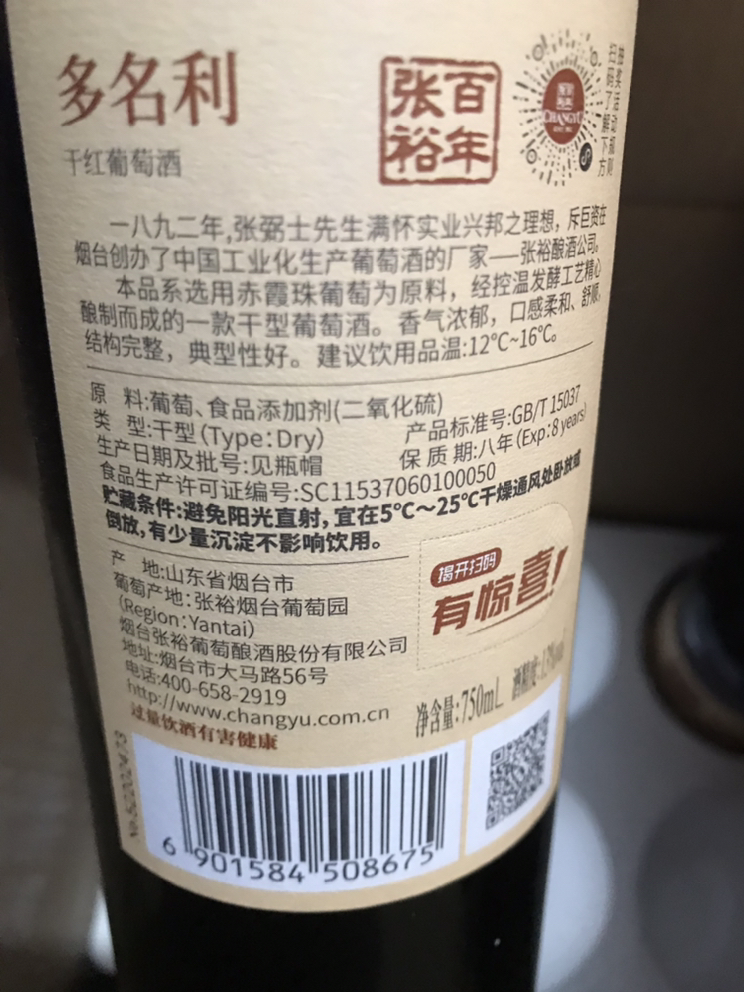 多名利
干红葡萄酒
百年
张裕
CHANGYU
一八九二年,张弼士先生满怀实业兴邦之理想，斥巨资在
烟台创办了中国工业化生产葡萄酒的厂家——张裕酿酒公司。
本品系选用赤霞珠葡萄为原料，经控温发酵工艺精心
酿制而成的一款干型葡萄酒。香气浓郁，口感柔和、舒顺，
结构完整，典型性好。建议饮用品温:12℃~16℃。
原 料:葡萄、食品添加剂(二氧化硫)
类 型:干型(Type:Dry) 产品标准号:GB/T 15037
生产日期及批号:见瓶帽 保质期:八年(Exp:8 years)
食品生产许可证编号:SC11537060100050
贮藏条件:避免阳光直射,宜在5℃～25℃干燥通风处卧放或
倒放,有少量沉淀不影响饮用。
产 地:山东省烟台市
葡萄产地:张裕烟台葡萄园
(Region:Yantai)
烟台张裕葡萄酿酒股份有限公司
地址:烟台市大马路56号
电话:400-658-2919
http://www.changyu.com.cn
过量饮酒有害健康
揭开扫码
有惊喜!
净含量:750mL 酒精度:
6 901584 508675